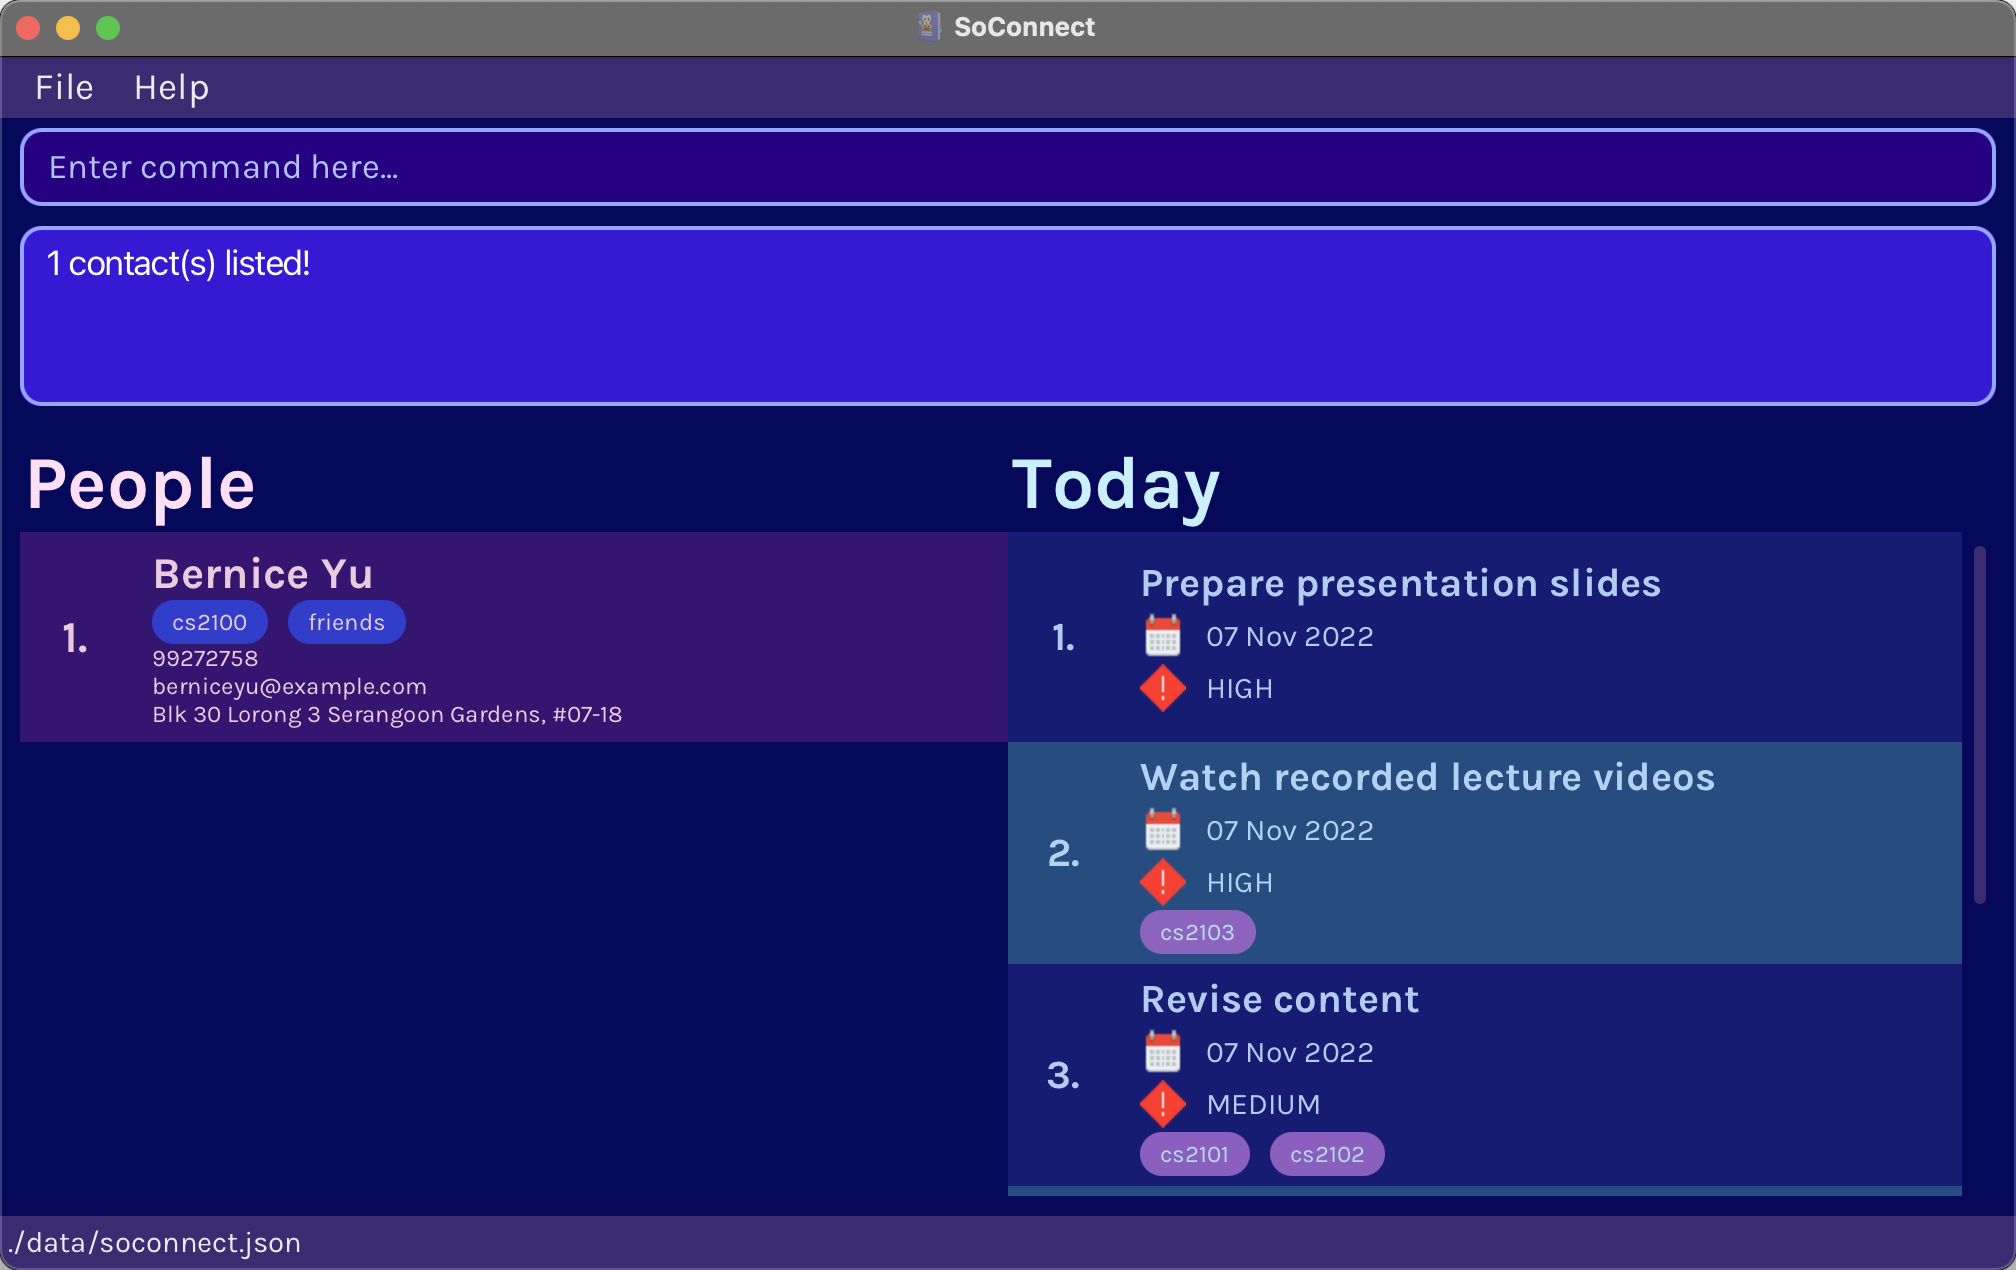 SoConnect
File Help
Enter command here...
1 contact(s) listed!
People
1.
Bernice Yu
cs2100 friends
99272758
berniceyu@example.com
Blk 30 Lorong 3 Serangoon Gardens, #07-18
Today
1.
Prepare presentation slides
07 Nov 2022
HIGH
2.
Watch recorded lecture videos
07 Nov 2022
HIGH
cs2103
3.
Revise content
07 Nov 2022
MEDIUM
cs2101 cs2102
./data/soconnect.json